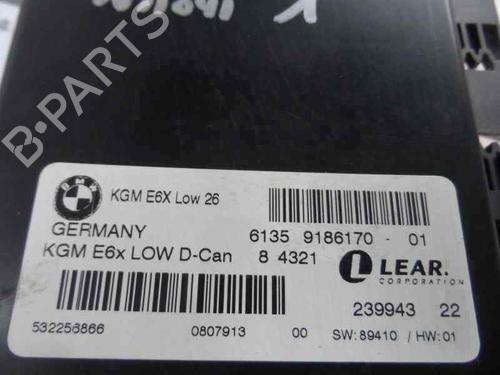 BMW
KGM E6X Low 26
GERMANY
6135 9186170 - 01
KGM E6x LOW D-Can 8 4321
L LEAR.
CORPORATION
239943 22
532256866 0807913 00 SW:89410 / HW:01
B-PARTS